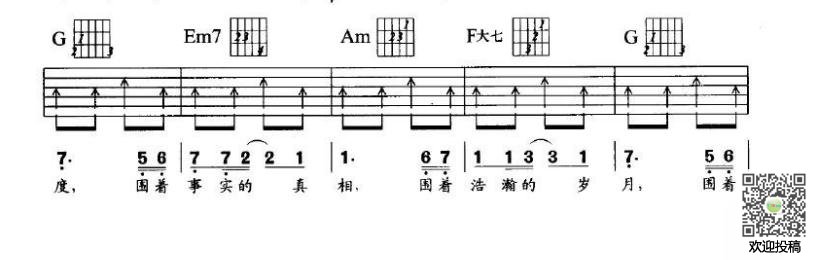 G Em7 Am F大七 G
7. 5 6 | 7 7 2 2 1 | 1. 6 7 | 1 1 3 3 1 | 7. 5 6
度， 围着 事实的 真 相， 围着 浩瀚的 岁 月， 围着
欢迎投稿